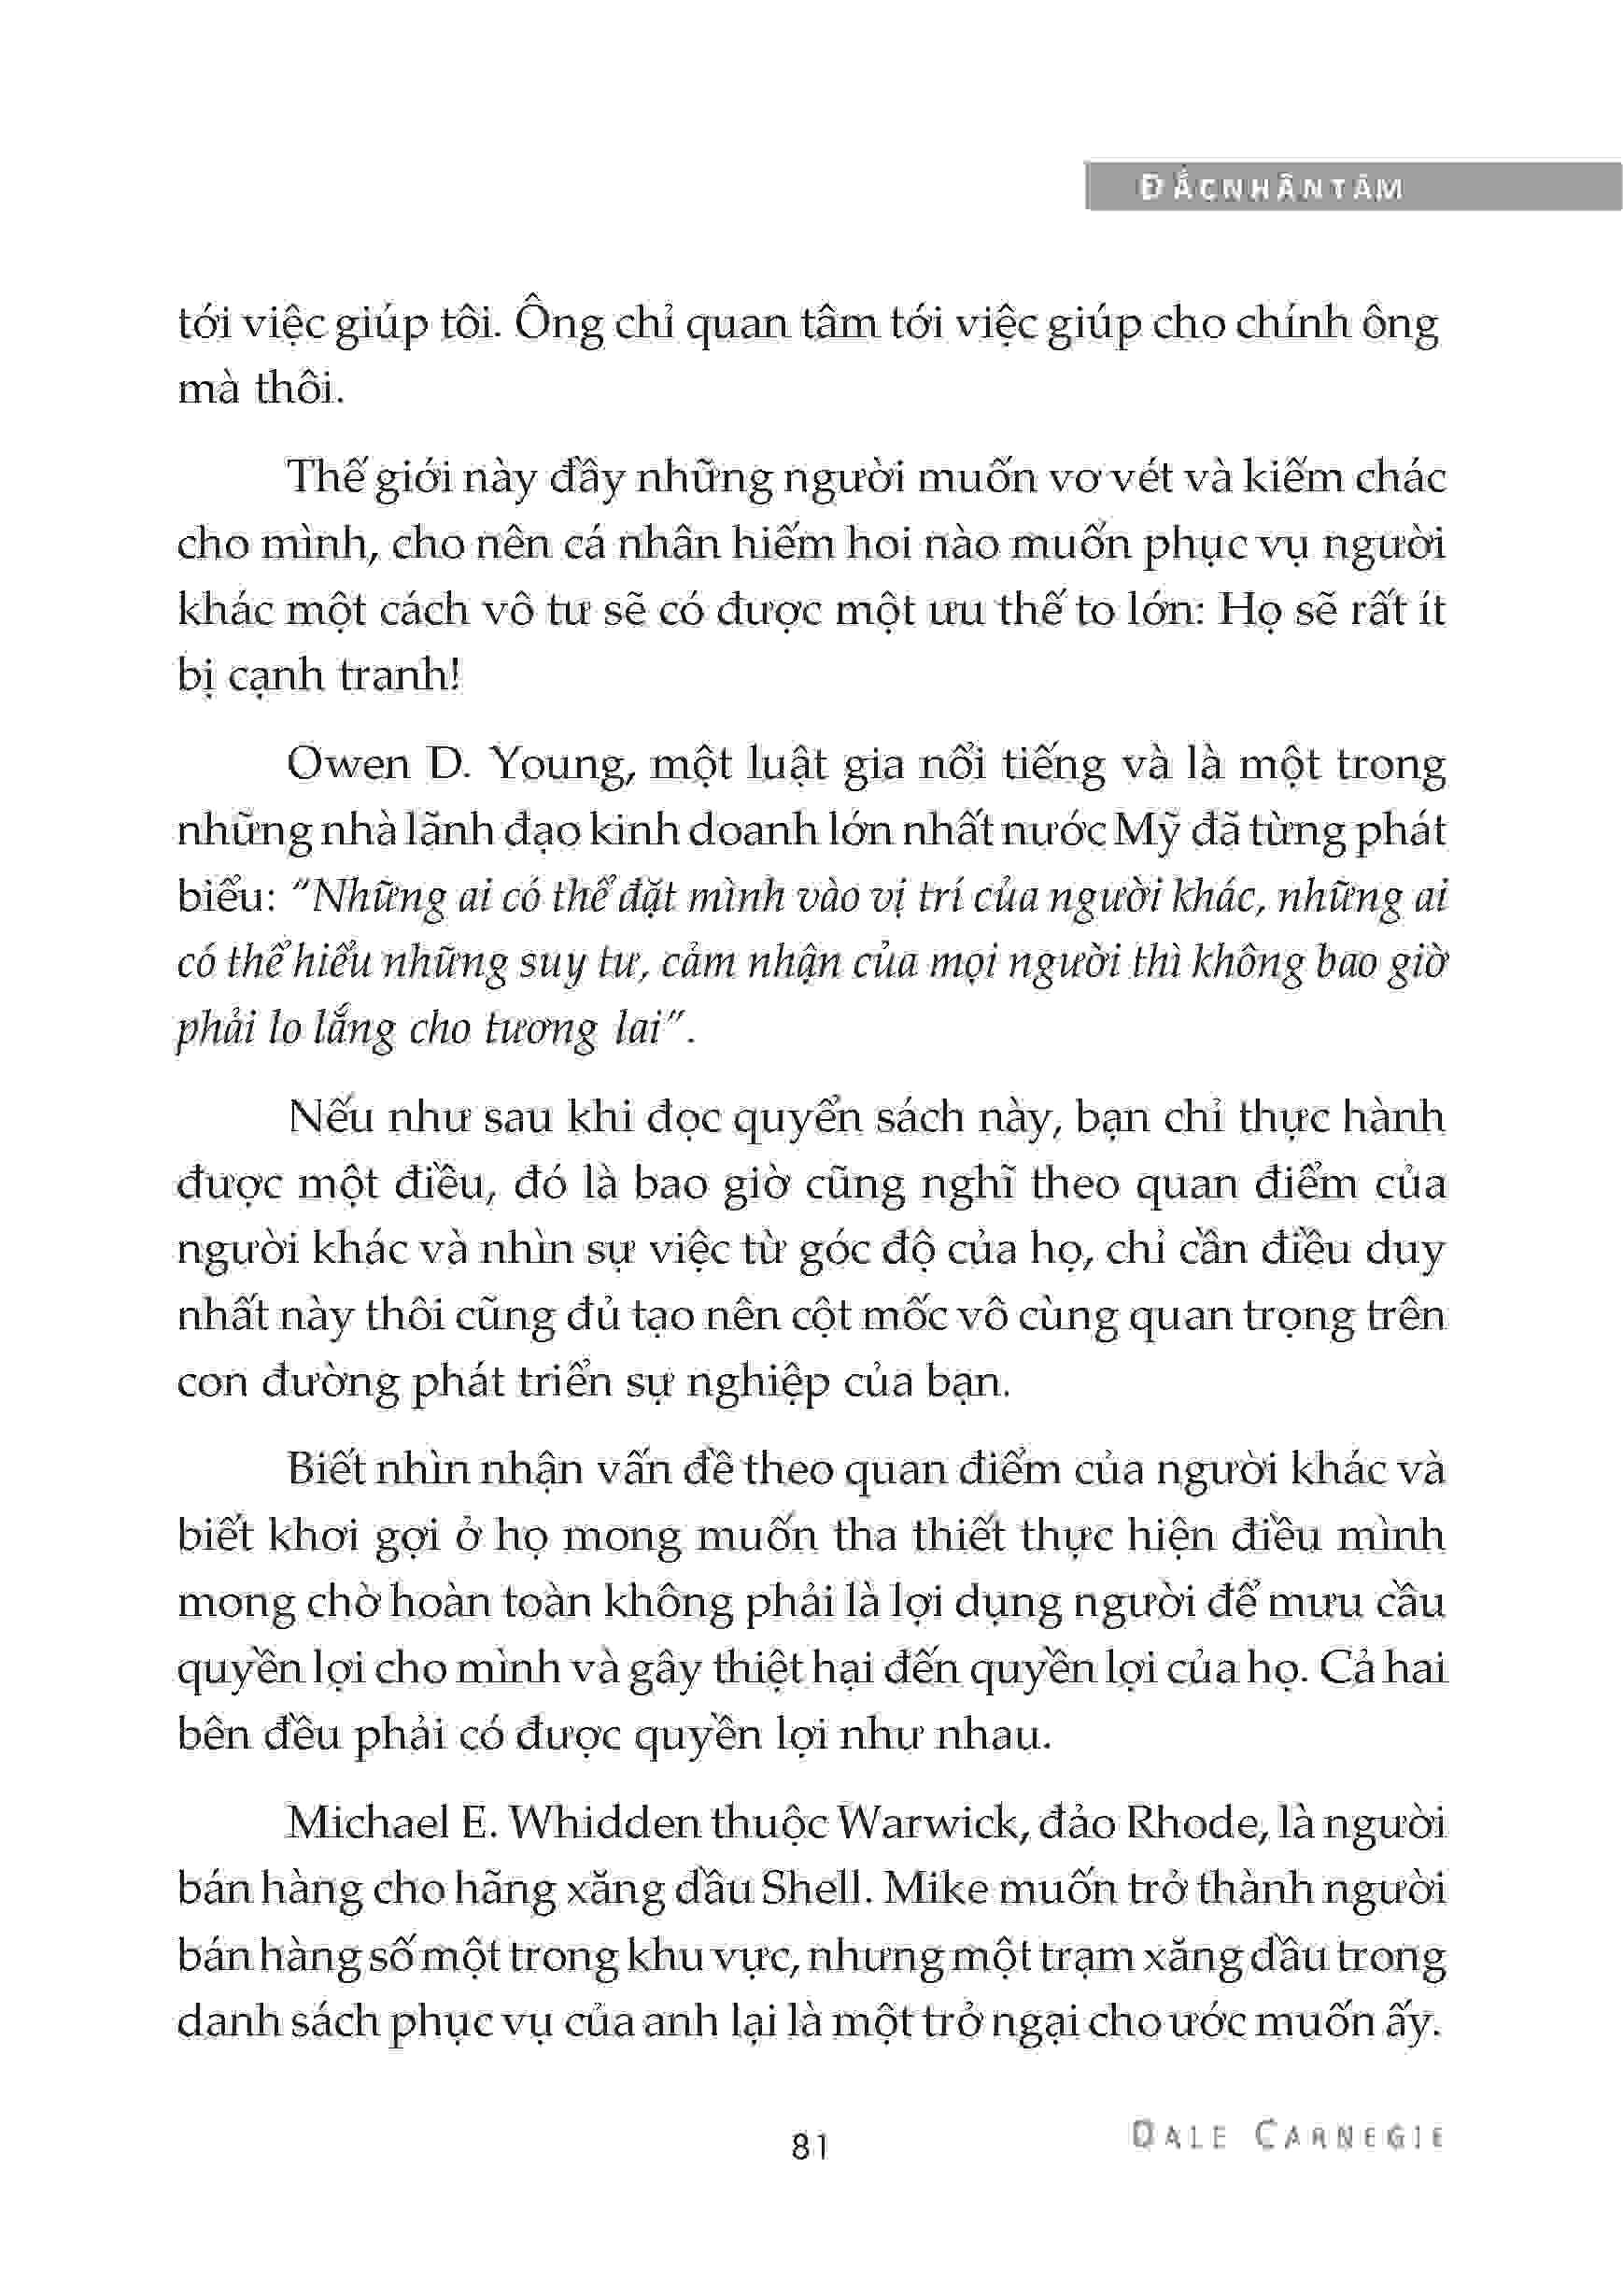 ĐẮCNHÂNTÂM
tới việc giúp tôi. Ông chỉ quan tâm tới việc giúp cho chính ông
mà thôi.
Thế giới này đầy những người muốn vơ vét và kiếm chác
cho mình, cho nên cá nhân hiếm hoi nào muốn phục vụ người
khác một cách vô tư sẽ có được một ưu thế to lớn: Họ sẽ rất ít
bị cạnh tranh!
Owen D. Young, một luật gia nổi tiếng và là một trong
những nhà lãnh đạo kinh doanh lớn nhất nước Mỹ đã từng phát
biểu: "Những ai có thể đặt mình vào vị trí của người khác, những ai
có thể hiểu những suy tư, cảm nhận của mọi người thì không bao giờ
phải lo lắng cho tương lai".
Nếu như sau khi đọc quyển sách này, bạn chỉ thực hành
được một điều, đó là bao giờ cũng nghĩ theo quan điểm của
người khác và nhìn sự việc từ góc độ của họ, chỉ cần điều duy
nhất này thôi cũng đủ tạo nên cột mốc vô cùng quan trọng trên
con đường phát triển sự nghiệp của bạn.
Biết nhìn nhận vấn đề theo quan điểm của người khác và
biết khơi gợi ở họ mong muốn tha thiết thực hiện điều mình
mong chờ hoàn toàn không phải là lợi dụng người để mưu cầu
quyền lợi cho mình và gây thiệt hại đến quyền lợi của họ. Cả hai
bên đều phải có được quyền lợi như nhau.
Michael E. Whidden thuộc Warwick, đảo Rhode, là người
bán hàng cho hãng xăng dầu Shell. Mike muốn trở thành người
bán hàng số một trong khu vực, nhưng một trạm xăng dầu trong
danh sách phục vụ của anh lại là một trở ngại cho ước muốn ấy.
81
DALE CARNEGIE